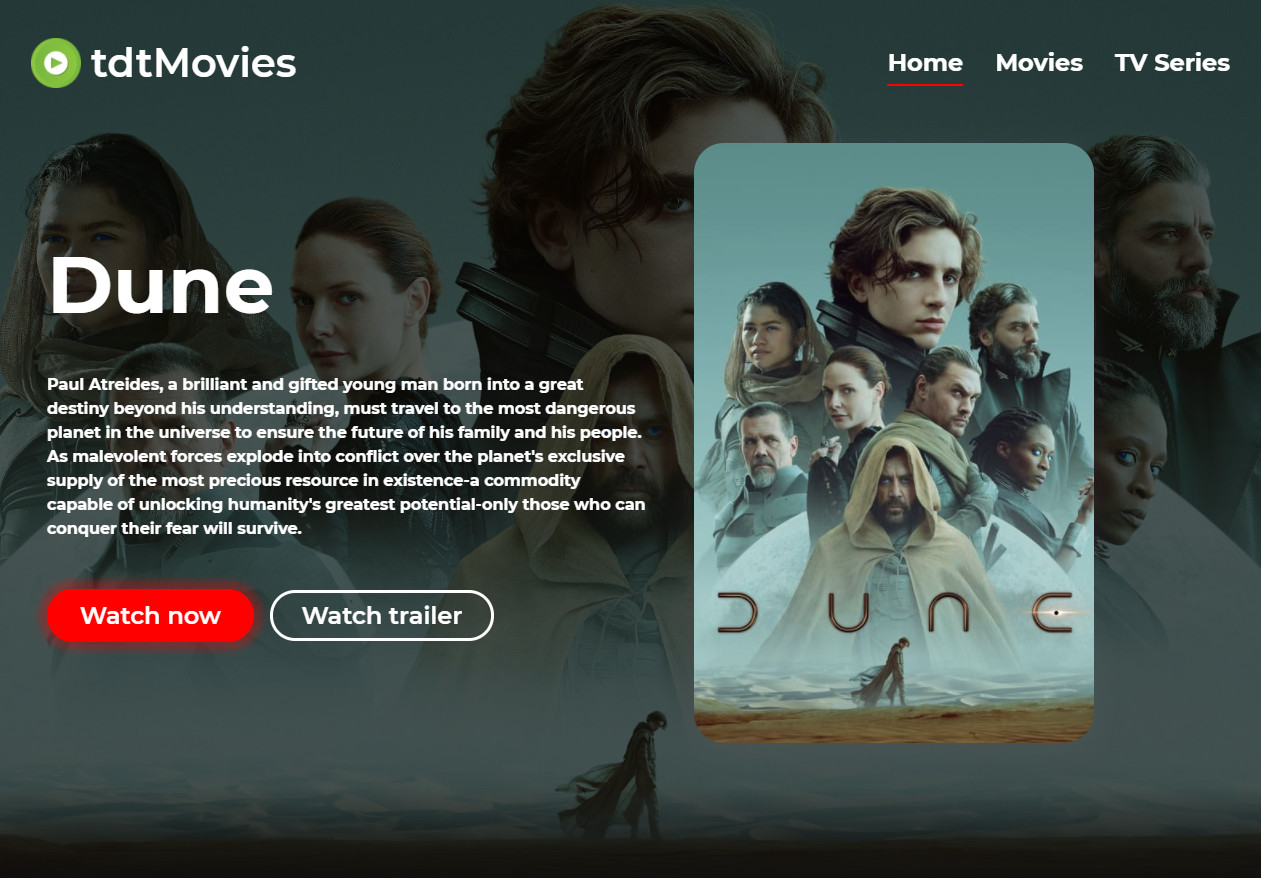 tdtMovies
Home Movies TV Series
Dune
Paul Atreides, a brilliant and gifted young man born into a great
destiny beyond his understanding, must travel to the most dangerous
planet in the universe to ensure the future of his family and his people.
As malevolent forces explode into conflict over the planet's exclusive
supply of the most precious resource in existence-a commodity
capable of unlocking humanity's greatest potential-only those who can
conquer their fear will survive.
Watch now
Watch trailer
DUNE